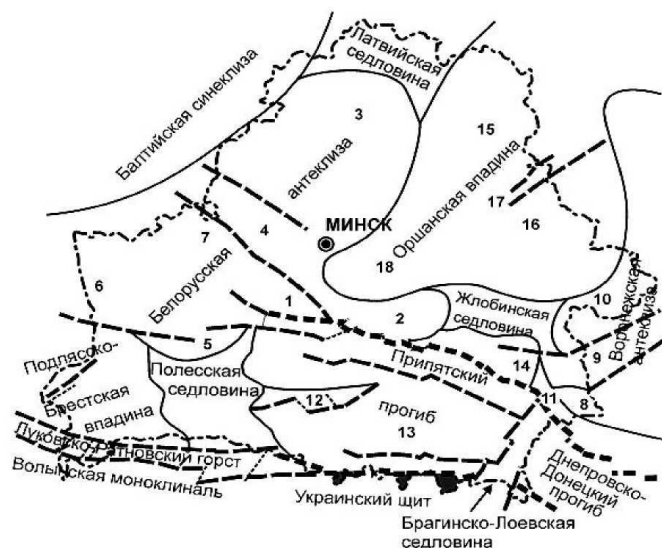 Латвийская
седловина
Балтийская синеклиза
3
15
антеклиза
Оршанская впадина
17
16
МИНСК
7
4
18
6
Белорусская
10
Воронежская
антеклиза
1
2
Жлобинская
седловина
5
9
Подлясско-
Брестская
впадина
Полесская
седловина
Припятский
прогиб
14
12
11
8
13
Луковско-Ратновский горст
Волынская моноклиналь
Украинский щит
Днепровско-
Донецкий
прогиб
Брагинско-Лоевская
седловина